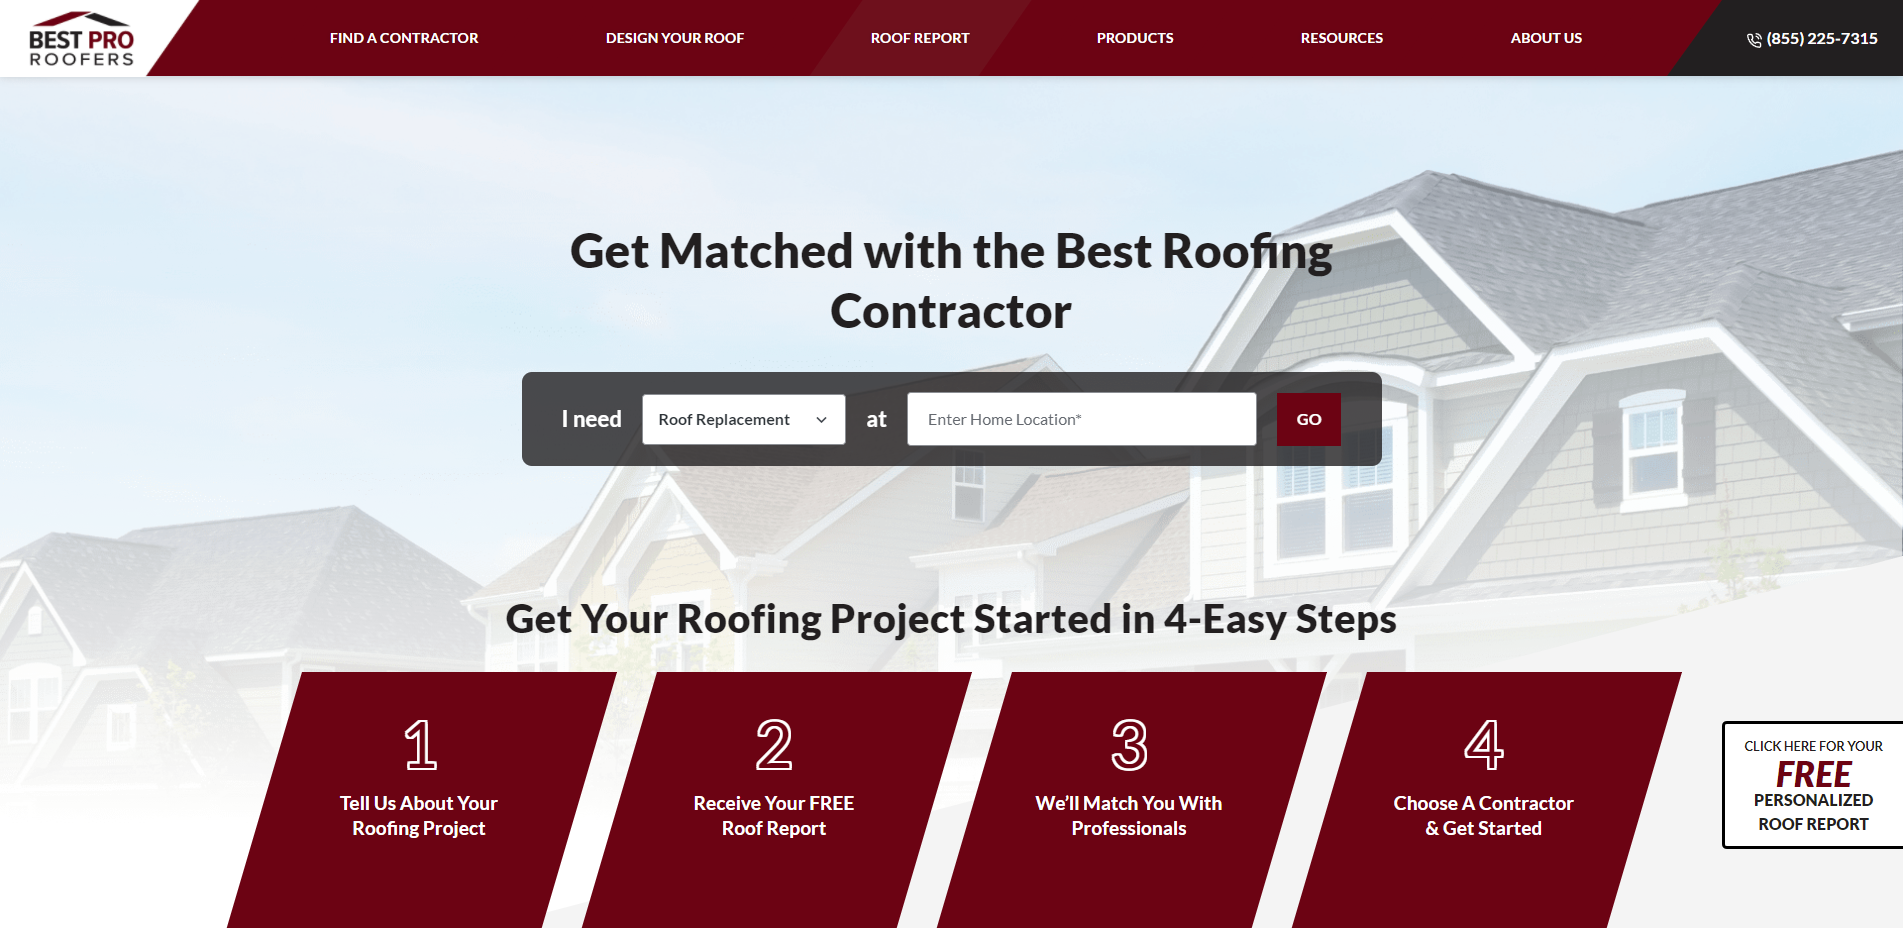 BEST PRO
ROOFERS
FIND A CONTRACTOR
DESIGN YOUR ROOF
ROOF REPORT
PRODUCTS
RESOURCES
ABOUT US
(855) 225-7315
Get Matched with the Best Roofing
Contractor
I need
Roof Replacement
at
Enter Home Location*
GO
Get Your Roofing Project Started in 4-Easy Steps
1
Tell Us About Your
Roofing Project
2
Receive Your FREE
Roof Report
3
We’ll Match You With
Professionals
4
Choose A Contractor
& Get Started
CLICK HERE FOR YOUR
FREE
PERSONALIZED
ROOF REPORT